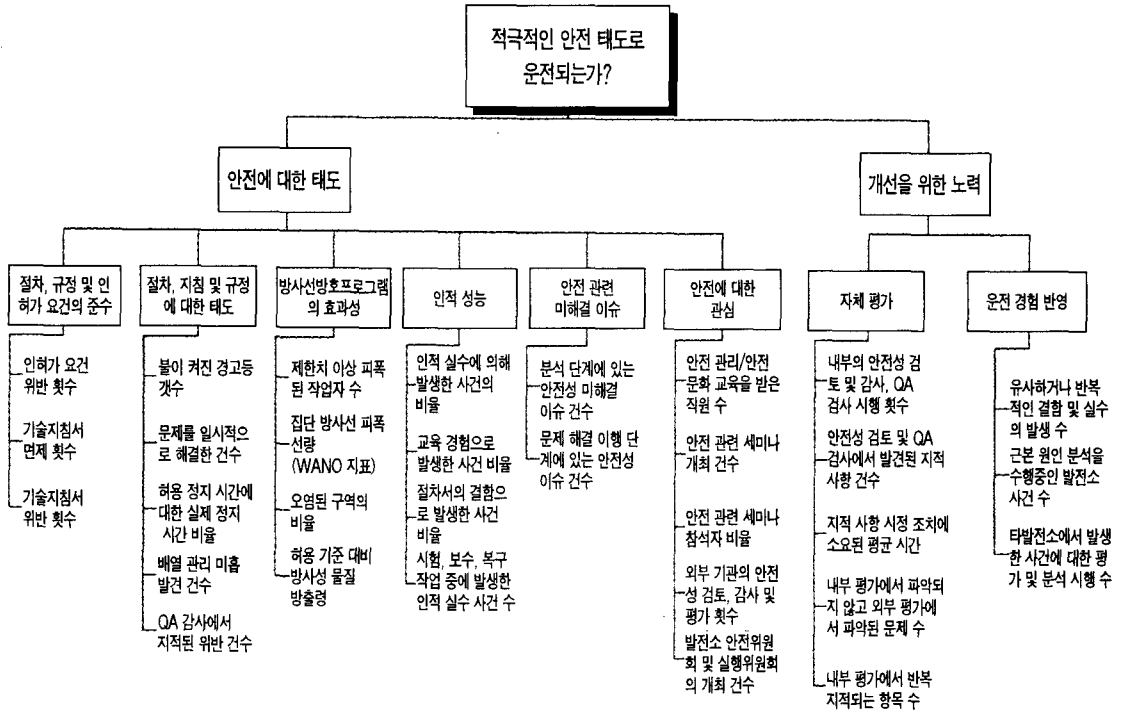 적극적인 안전 태도로
운전되는가?
안전에 대한 태도
개선을 위한 노력
절차, 규정 및 인
허가 요건의 준수
인허가 요건
위반 횟수
기술지침서
면제 횟수
기술지침서
위반 횟수
절차, 지침 및 규정
에 대한 태도
불이 켜진 경고등
갯수
문제를 일시적으
로 해결한 건수
허용 정지 시간에
대한 실제 정지
시간 비율
배열 관리 미흡
발견 건수
QA 감사에서
지적된 위반 건수
방사선방호프로그램
의 효과성
제한치 이상 피폭
된 작업자 수
집단 방사선 피폭
선량
(WANO 지표)
오염된 구역의
비율
허용 기준 대비
방사성 물질
방출령
인적 성능
인적 실수에 의해
발생한 사건의
비율
교육 경험으로
발생한 사건 비율
절차서의 결함으
로 발생한 사건
비율
시험, 보수, 복구
작업 중에 발생한
인적 실수 사건 수
안전 관련
미해결 이슈
분석 단계에 있는
안전성 미해결
이슈 건수
문제 해결 이행 단
계에 있는 안전성
이슈 건수
안전에 대한
관심
안전 관리/안전
문화 교육을 받은
직원 수
안전 관련 세미나
개최 건수
안전 관련 세미나
참석자 비율
외부 기관의 안전
성 검토, 감사 및
평가 횟수
발전소 안전위원
회 및 실행위원회
의 개최 건수
자체 평가
내부의 안전성 검
토 및 감사, QA
검사 시행 횟수
안전성 검토 및 QA
검사에서 발견된 지적
사항 건수
지적 사항 시정 조치에
소요된 평균 시간
내부 평가에서 파악되
지 않고 외부 평가에
서 파악된 문제 수
내부 평가에서 반복
지적되는 항목 수
운전 경험 반영
유사하거나 반복
적인 결함 및 실수
의 발생 수
근본 원인 분석을
수행중인 발전소
사건 수
타발전소에서 발생
한 사건에 대한 평
가 및 분석 시행 수